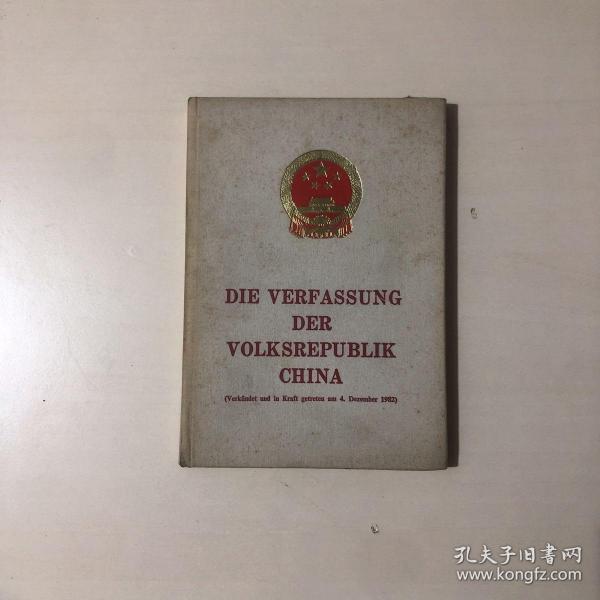 DIE VERFASSUNG
DER
VOLKSREPUBLIK
CHINA
(Verkündet und in Kraft getreten am 4. Dezember 1982)
孔夫子旧书网
www.kongfz.com